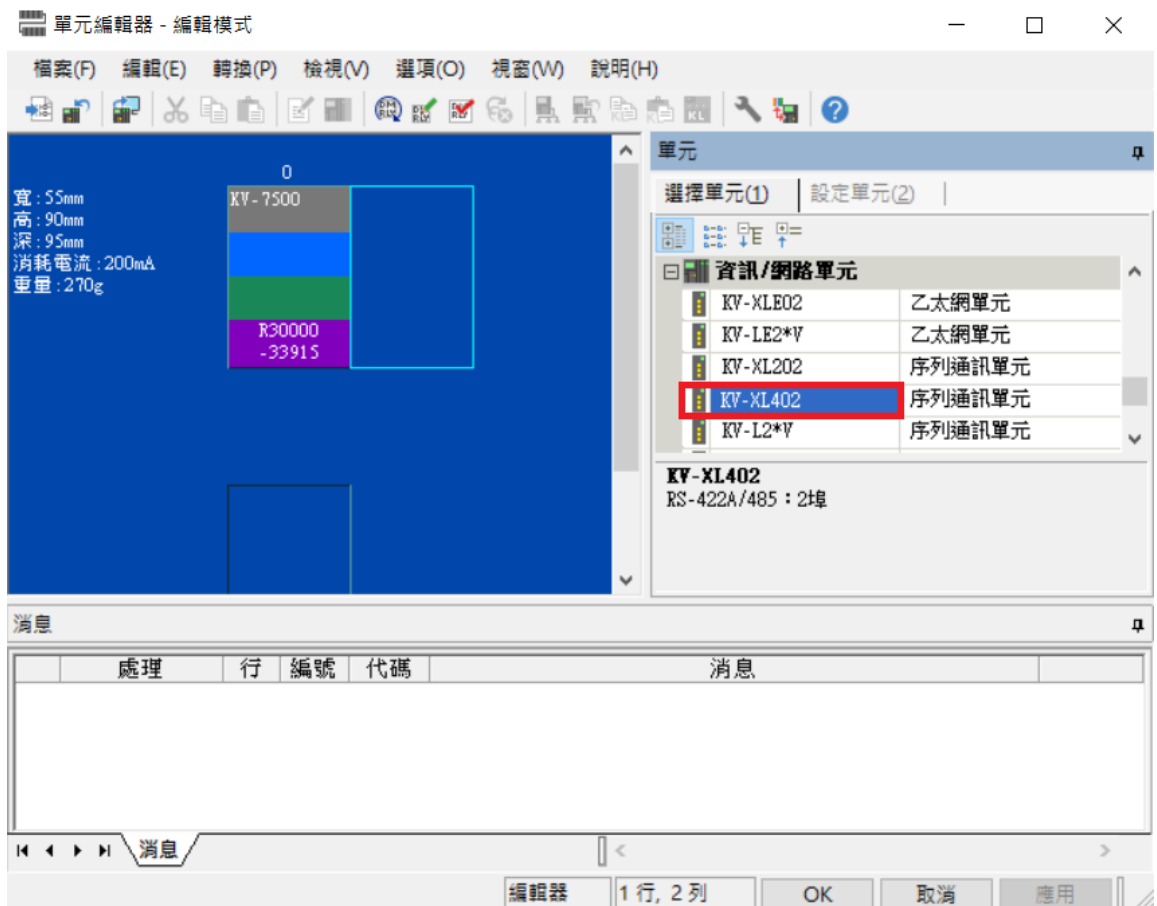 單元編輯器 - 編輯模式
檔案(F) 編輯(E) 轉換(P) 檢視(V) 選項(O) 視窗(W) 說明(H)
寬:55mm
高:90mm
深:95mm
消耗電流:200mA
重量:270g
0
KV-7500
R30000
-33915
單元
選擇單元(1) 設定單元(2)
資訊/網路單元
KV-XLE02 乙太網單元
KV-LE2*V 乙太網單元
KV-XL202 序列通訊單元
KV-XL402 序列通訊單元
KV-L2*V 序列通訊單元
KV-XL402
RS-422A/485:2埠
消息
處理 行 編號 代碼 消息
消息
編輯器 1 行, 2 列 OK 取消 應用